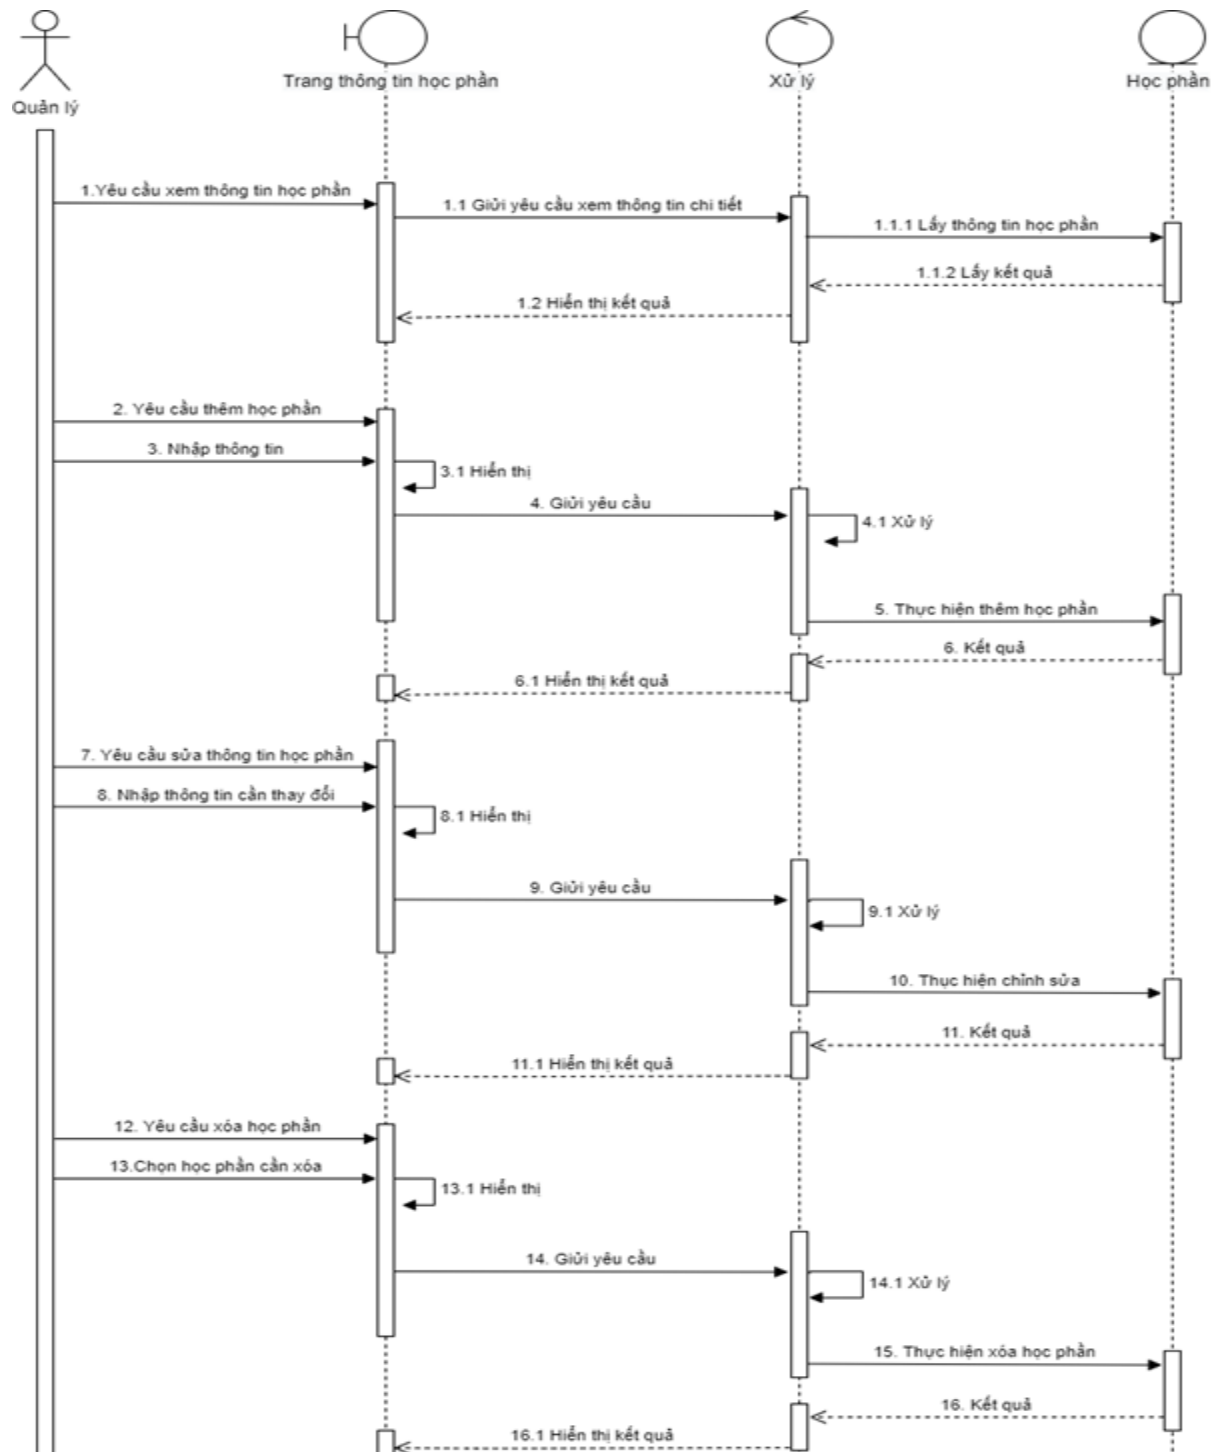 Trang thông tin học phần
Xử lý
Học phần
Quản lý
1.Yêu cầu xem thông tin học phần
1.1 Giửi yêu cầu xem thông tin chi tiết
1.1.1 Lấy thông tin học phần
1.1.2 Lấy kết quả
1.2 Hiển thị kết quả
2. Yêu cầu thêm học phần
3. Nhập thông tin
3.1 Hiển thị
4. Giửi yêu cầu
4.1 Xử lý
5. Thực hiện thêm học phần
6. Kết quả
6.1 Hiển thị kết quả
7. Yêu cầu sửa thông tin học phần
8. Nhập thông tin cần thay đổi
8.1 Hiển thị
9. Giửi yêu cầu
9.1 Xử lý
10. Thục hiện chỉnh sửa
11. Kết quả
11.1 Hiển thị kết quả
12. Yêu cầu xóa học phần
13.Chọn học phần cần xóa
13.1 Hiển thị
14. Giửi yêu cầu
14.1 Xử lý
15. Thực hiện xóa học phần
16. Kết quả
16.1 Hiển thị kết quả